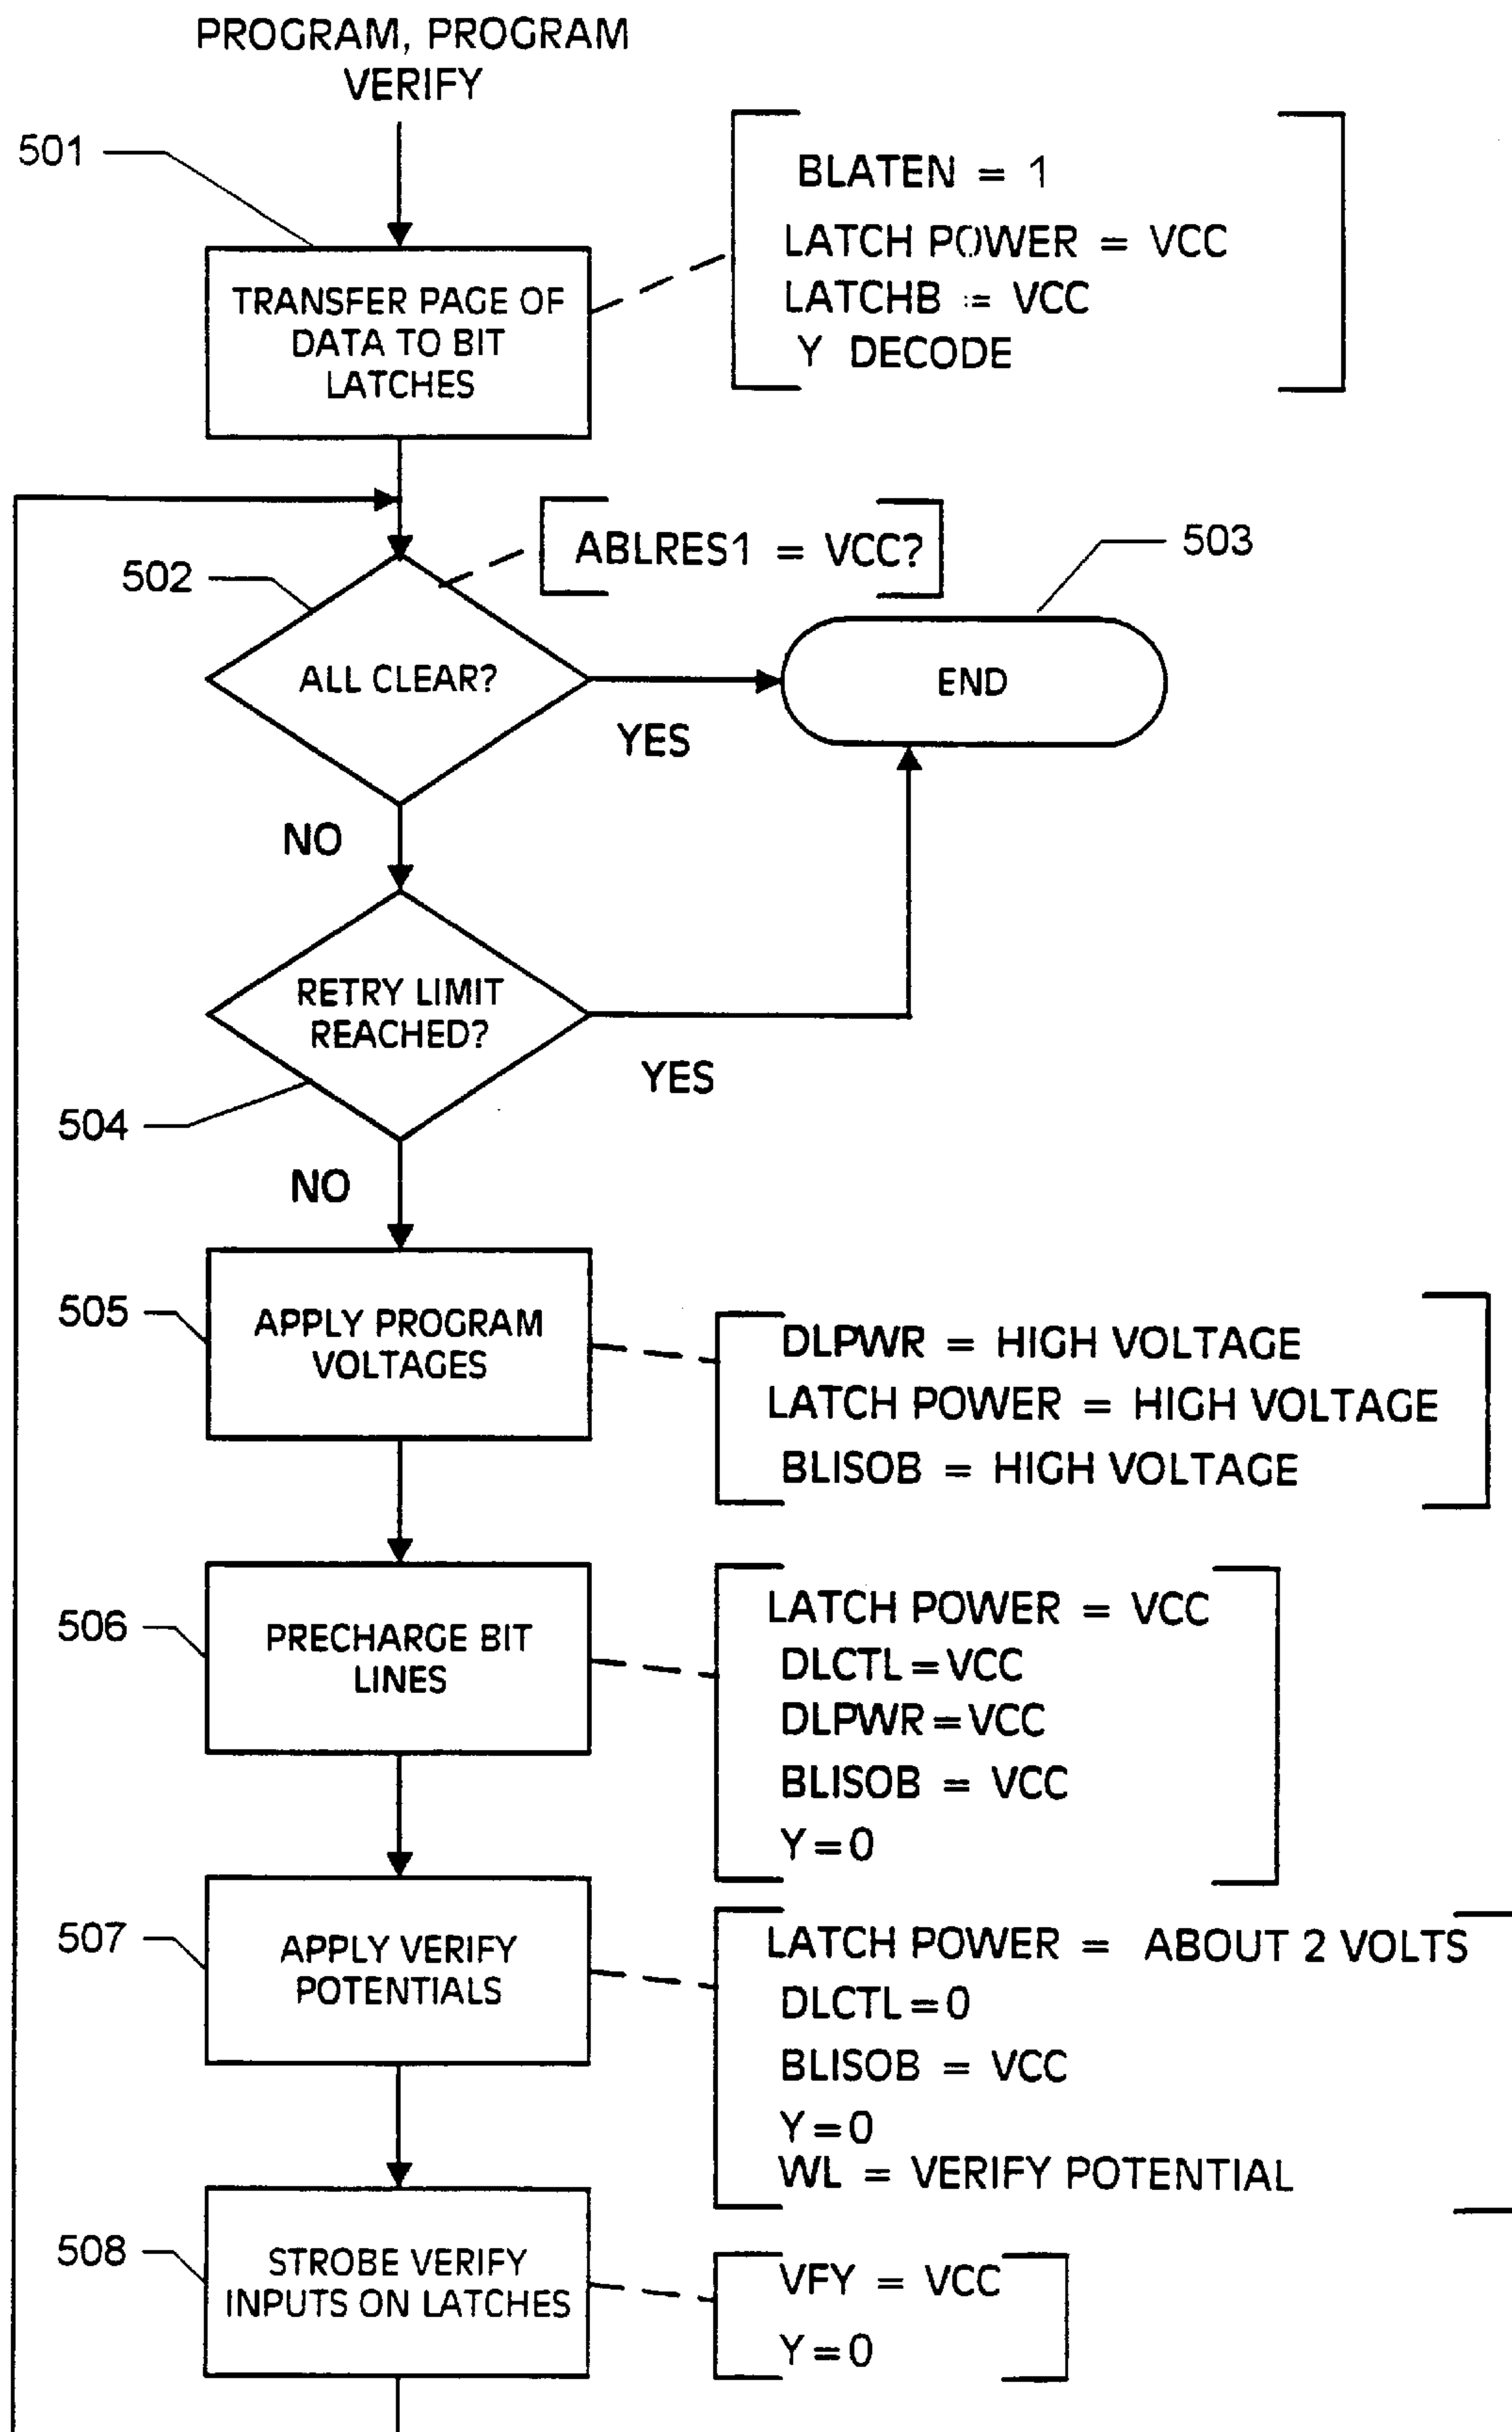 PROGRAM, PROGRAM
VERIFY
501
TRANSFER PAGE OF
DATA TO BIT
LATCHES
BLATEN = 1
LATCH POWER = VCC
LATCHB := VCC
Y DECODE
502
ALL CLEAR?
ABLRES1 = VCC?
503
END
YES
NO
504
RETRY LIMIT
REACHED?
YES
NO
505
APPLY PROGRAM
VOLTAGES
DLPWR = HIGH VOLTAGE
LATCH POWER = HIGH VOLTAGE
BLISOB = HIGH VOLTAGE
506
PRECHARGE BIT
LINES
LATCH POWER = VCC
DLCTL = VCC
DLPWR = VCC
BLISOB = VCC
Y = 0
507
APPLY VERIFY
POTENTIALS
LATCH POWER = ABOUT 2 VOLTS
DLCTL = 0
BLISOB = VCC
Y = 0
WL = VERIFY POTENTIAL
508
STROBE VERIFY
INPUTS ON LATCHES
VFY = VCC
Y = 0